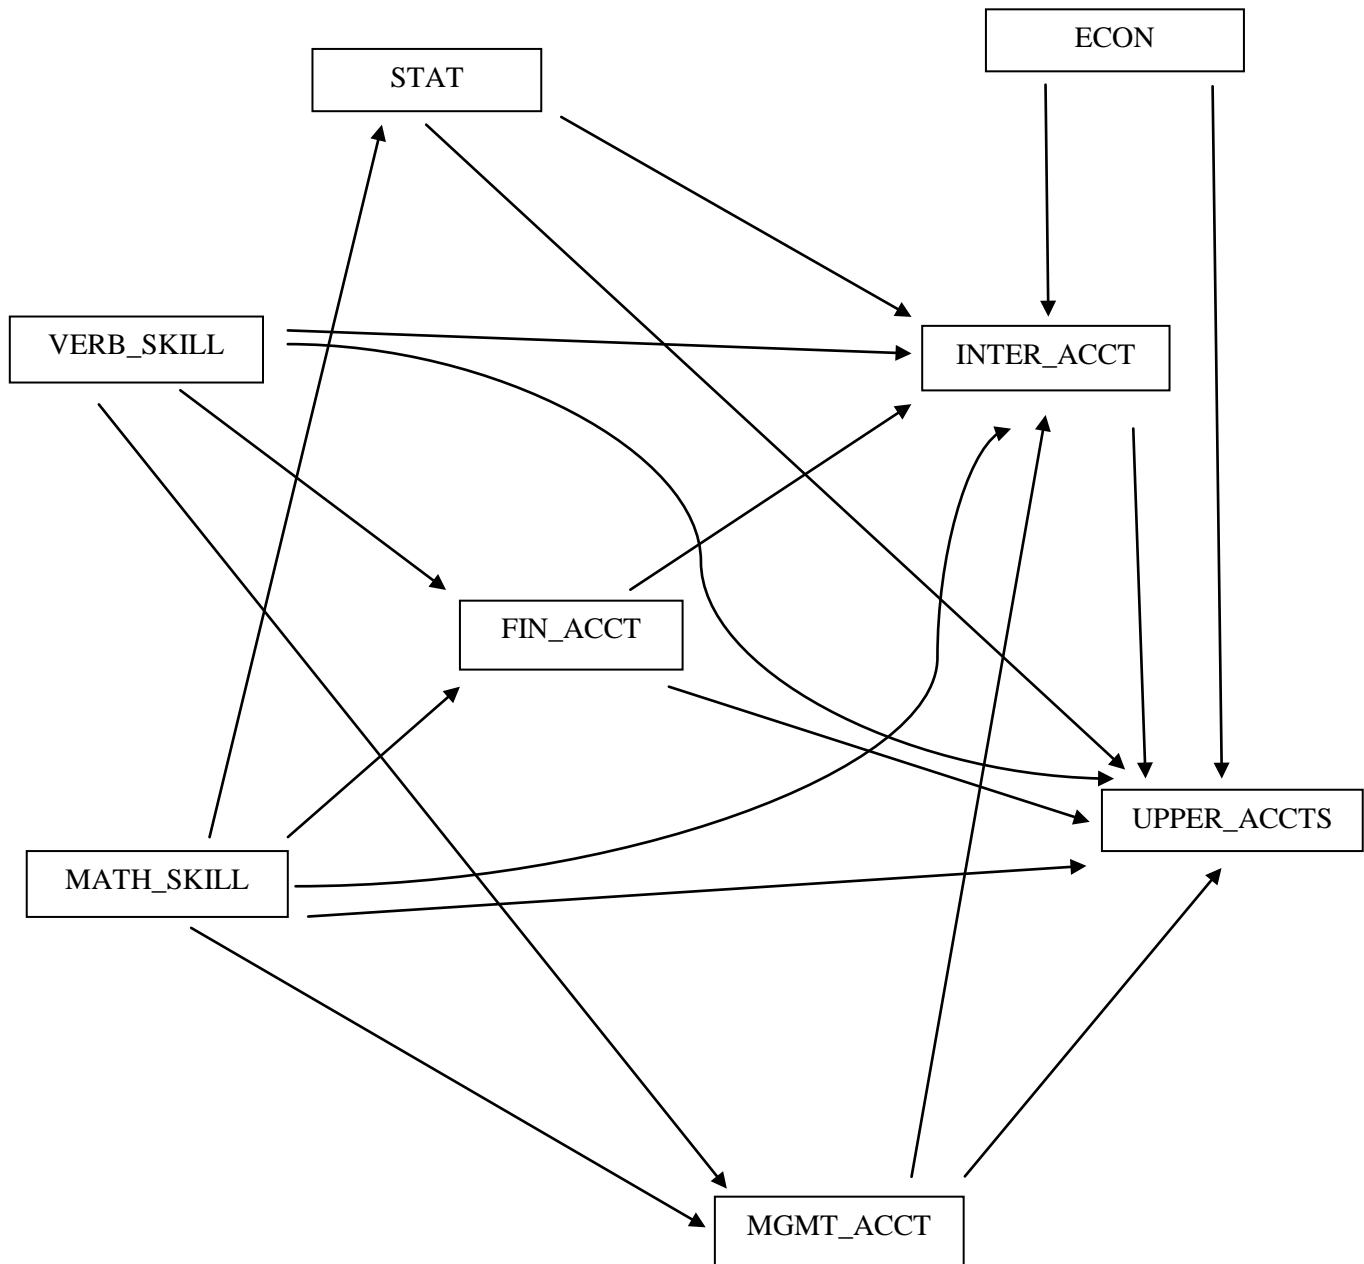 ECON
STAT
VERB_SKILL
INTER_ACCT
FIN_ACCT
UPPER_ACCTS
MATH_SKILL
MGMT_ACCT